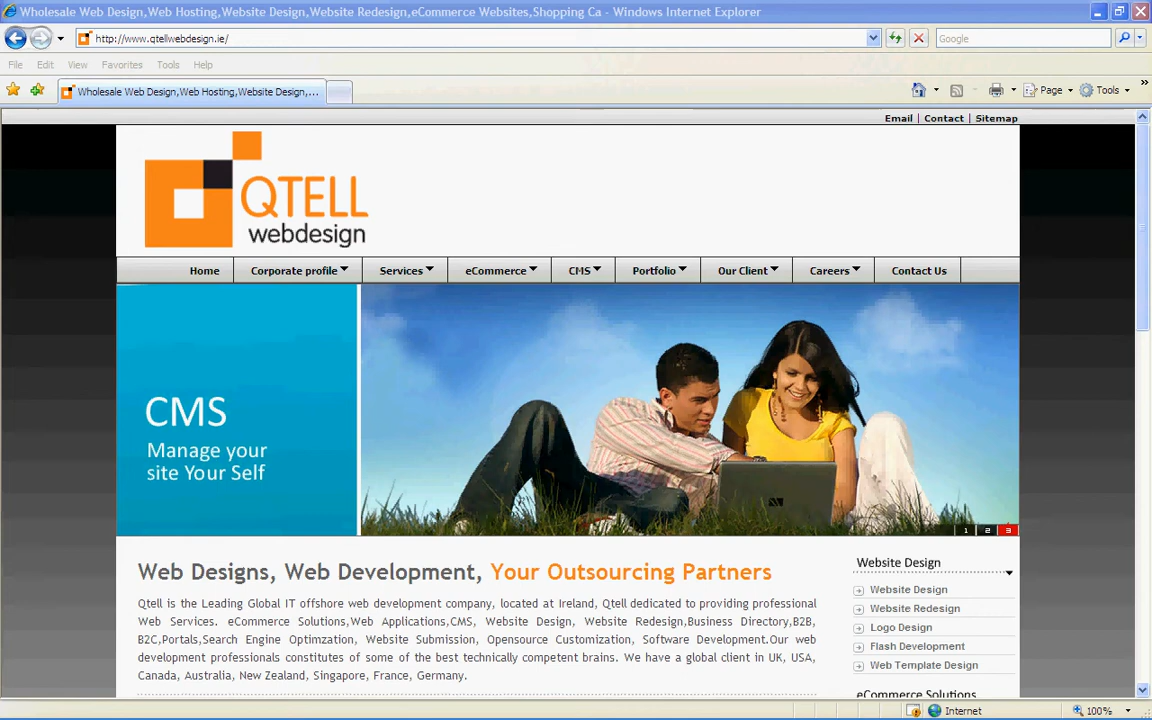 Wholesale Web Design,Web Hosting,Website Design,Website Redesign,eCommerce Websites,Shopping Ca - Windows Internet Explorer
http://www.qtellwebdesign.ie/
Google
File Edit View Favorites Tools Help
Wholesale Web Design,Web Hosting,Website Design,...
Page Tools
Email | Contact | Sitemap
QTELL
webdesign
Home Corporate profile Services eCommerce CMS Portfolio Our Client Careers Contact Us
CMS
Manage your
site Your Self
1 2 3
Web Designs, Web Development, Your Outsourcing Partners
Qtell is the Leading Global IT offshore web development company, located at Ireland, Qtell dedicated to providing professional
Web Services. eCommerce Solutions,Web Applications,CMS, Website Design, Website Redesign,Business Directory,B2B,
B2C,Portals,Search Engine Optimzation, Website Submission, Opensource Customization, Software Development.Our web
development professionals constitutes of some of the best technically competent brains. We have a global client in UK, USA,
Canada, Australia, New Zealand, Singapore, France, Germany.
Website Design
Website Design
Website Redesign
Logo Design
Flash Development
Web Template Design
eCommerce Solutions
Internet
100%